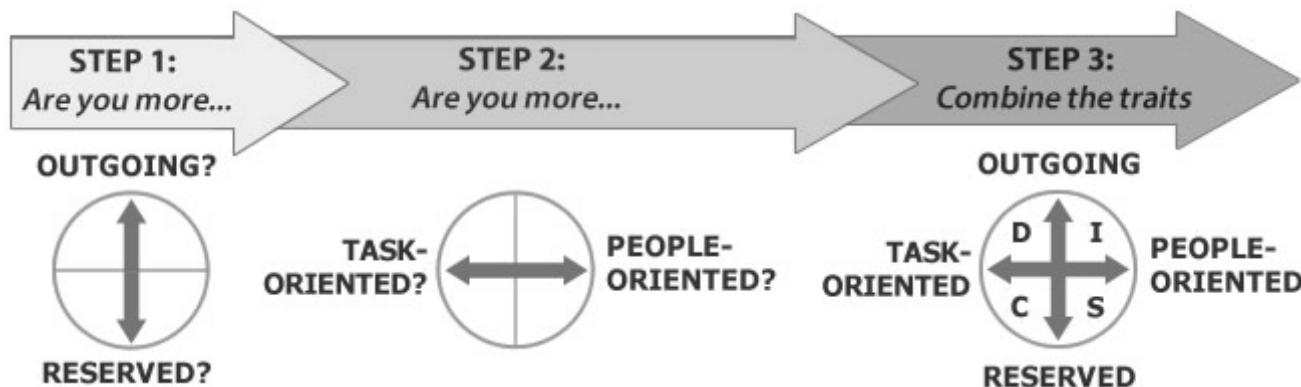 STEP 1:
Are you more...
STEP 2:
Are you more...
STEP 3:
Combine the traits
OUTGOING?
RESERVED?
TASK-
ORIENTED?
PEOPLE-
ORIENTED?
OUTGOING
TASK-
ORIENTED
D I
C S
PEOPLE-
ORIENTED
RESERVED